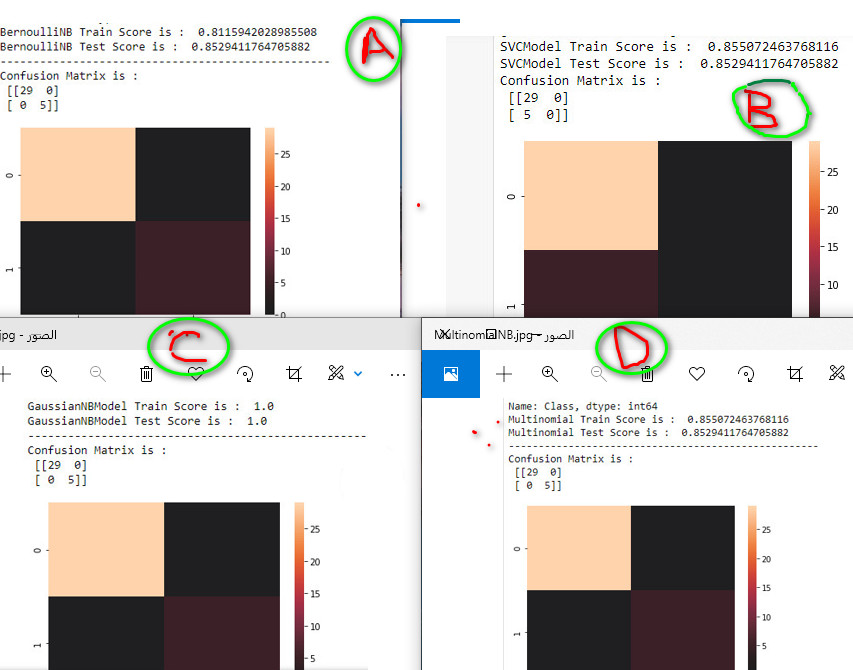 BernoulliNB Train Score is :  0.8115942028985508
BernoulliNB Test Score is :  0.8529411764705882
Confusion Matrix is :
[[29  0]
[ 0  5]]
A
25
20
15
10
5
0
0
1
SVCModel Train Score is :  0.855072463768116
SVCModel Test Score is :  0.8529411764705882
Confusion Matrix is :
[[29  0]
[ 5  0]]
B
25
20
15
10
0
1
jpg - الصور
C
GaussianNBModel Train Score is :  1.0
GaussianNBModel Test Score is :  1.0
Confusion Matrix is :
[[29  0]
[ 0  5]]
25
20
15
10
5
0
1
MultinomialNB.jpg - الصور
D
Name: Class, dtype: int64
Multinomial Train Score is :  0.855072463768116
Multinomial Test Score is :  0.8529411764705882
Confusion Matrix is :
[[29  0]
[ 0  5]]
25
20
15
10
5
0
1